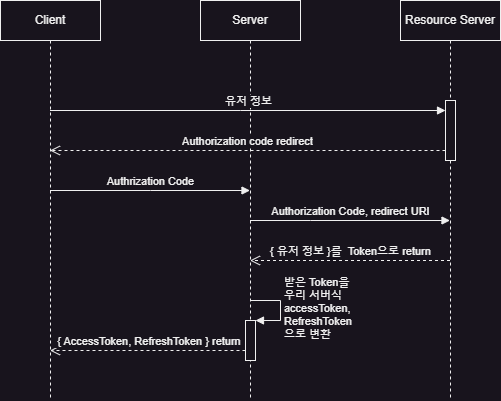 Client
Server
Resource Server
유저 정보
Authorization code redirect
Authrization Code
Authorization Code, redirect URI
{ 유저 정보 }를 Token으로 return
받은 Token을
우리 서버식
accessToken,
RefreshToken
으로 변환
{ AccessToken, RefreshToken } return